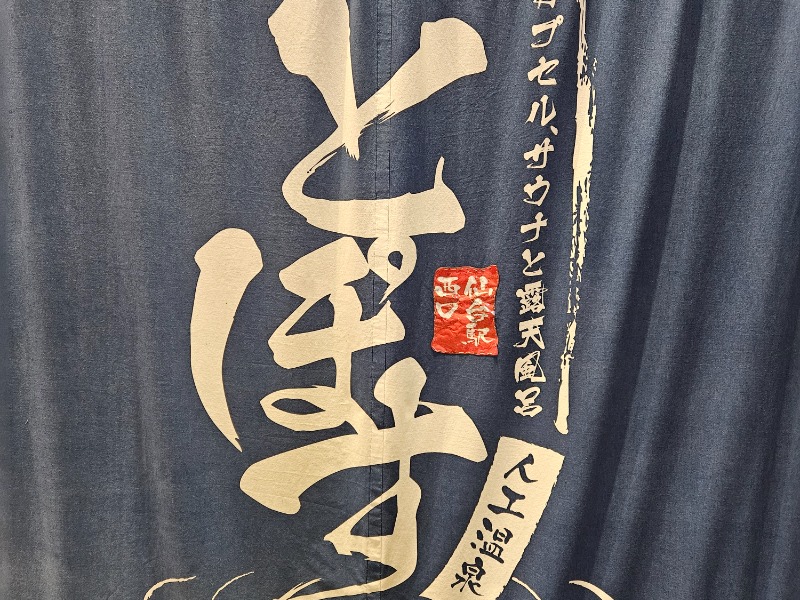 カプセル、サウナと露天風呂
とぽす
仙台駅
西口
人工温泉